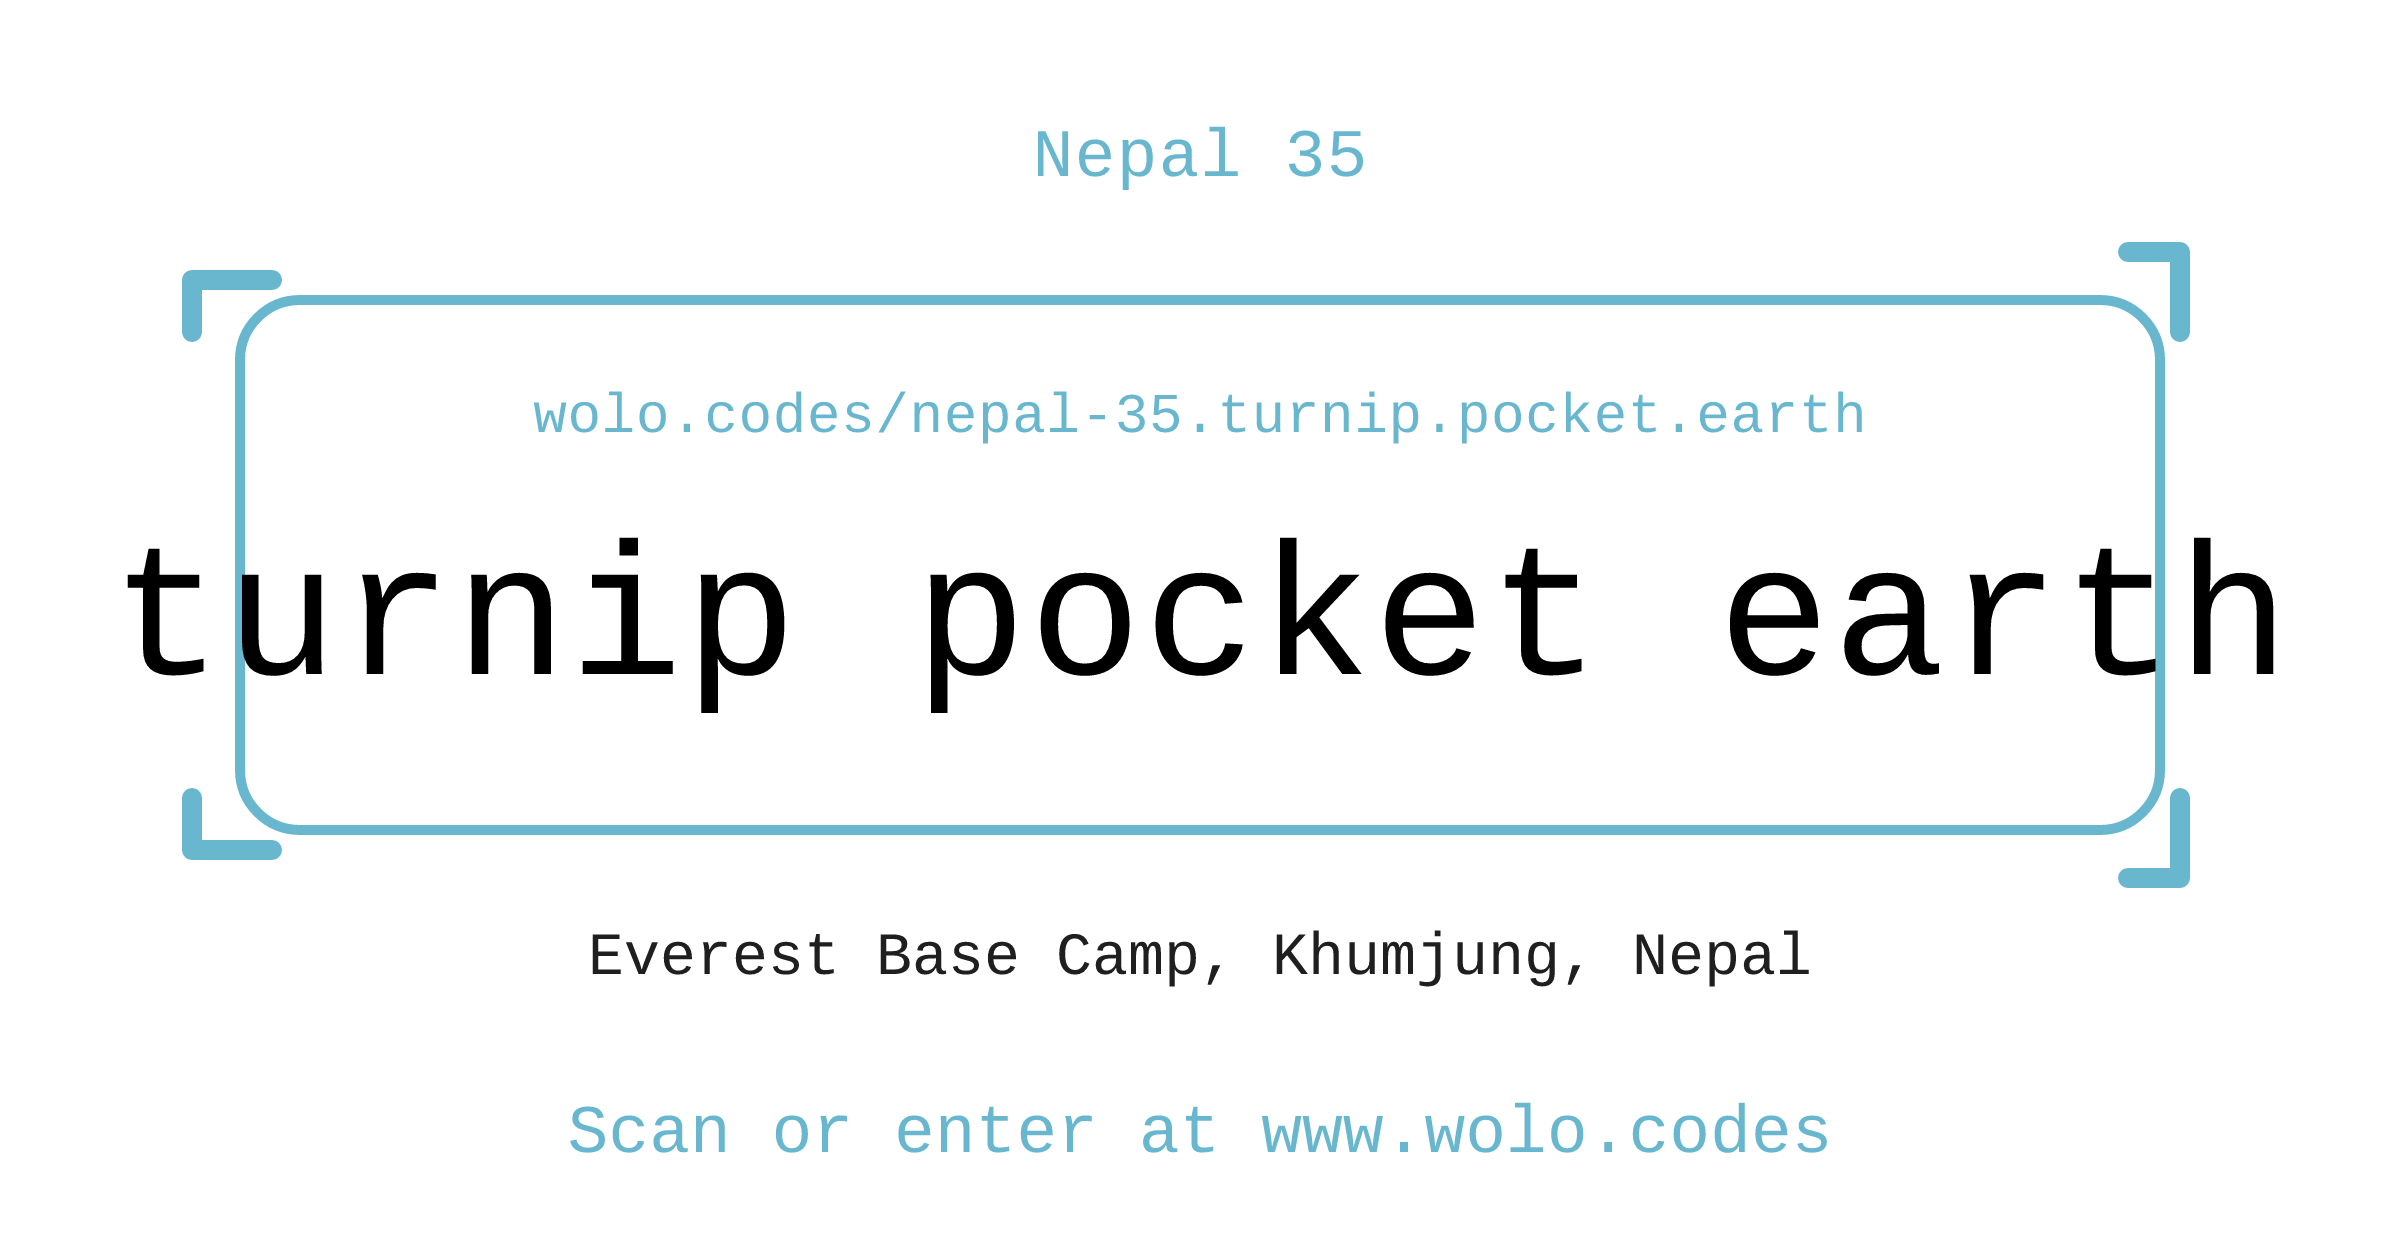 Nepal 35
wolo.codes/nepal-35.turnip.pocket.earth
turnip pocket earth
Everest Base Camp, Khumjung, Nepal
Scan or enter at www.wolo.codes